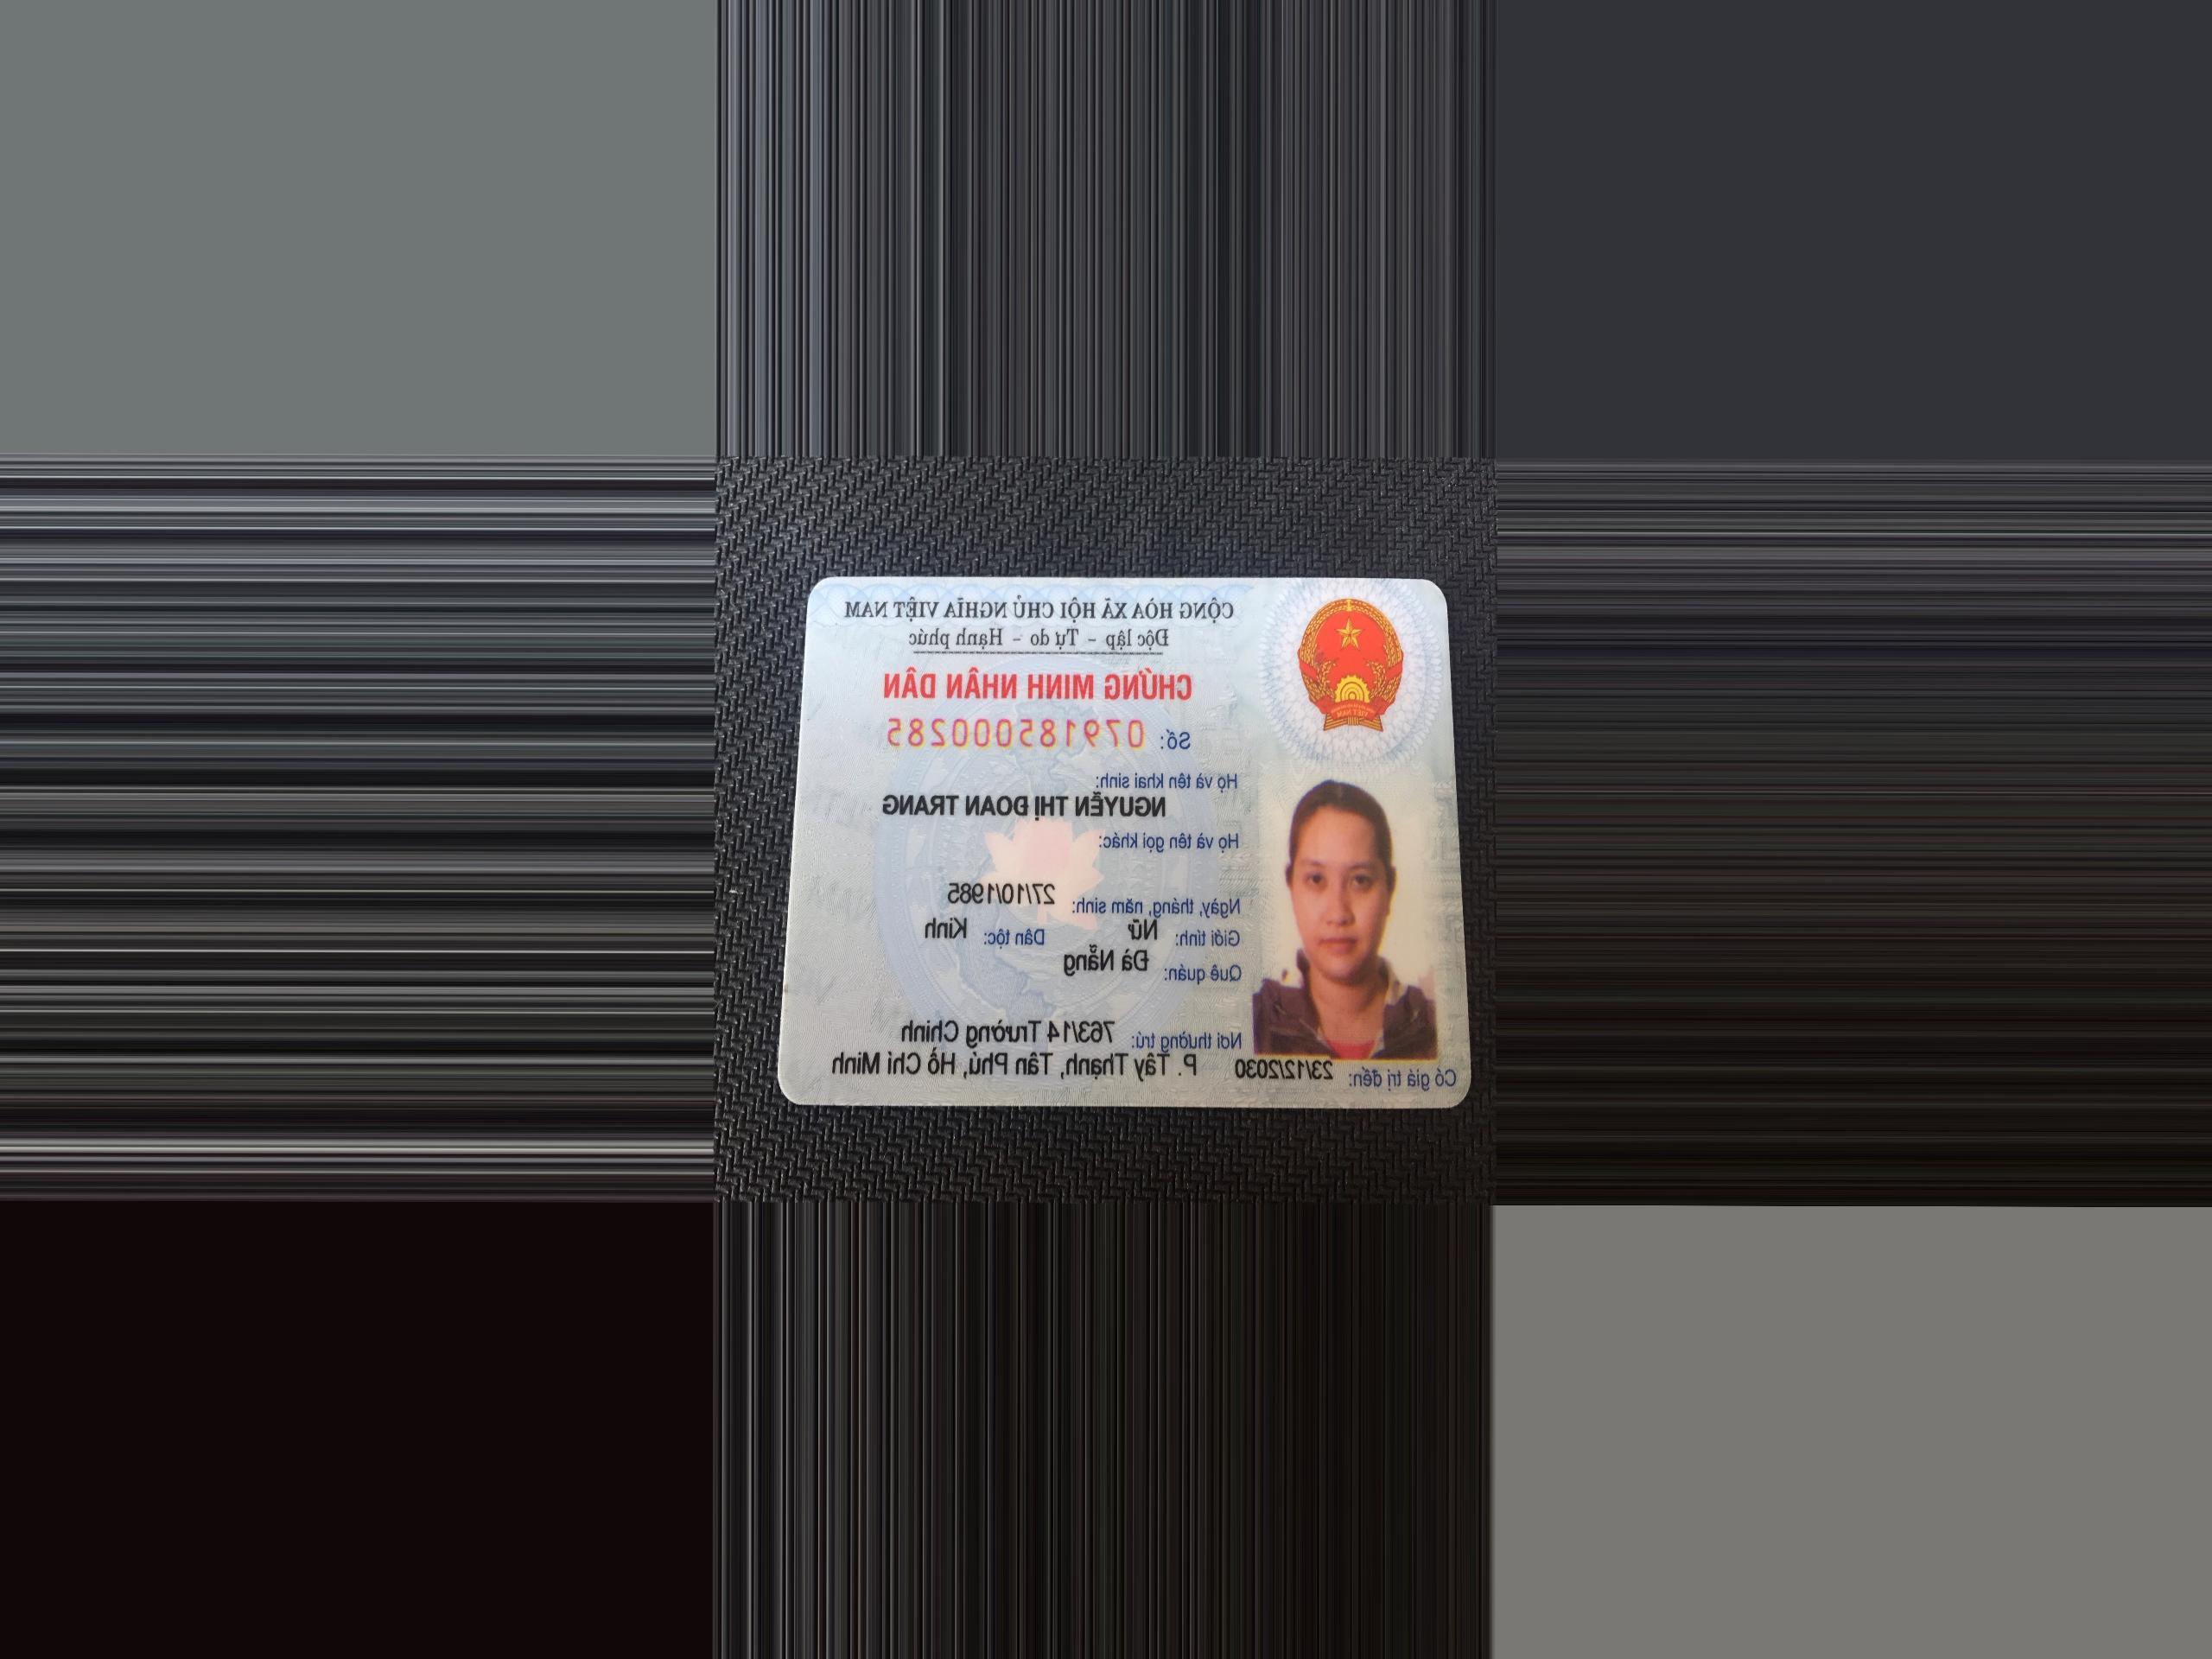 CỘNG HÒA XÃ HỘI CHỦ NGHĨA VIỆT NAM
Độc lập - Tự do - Hạnh phúc
CHỨNG MINH NHÂN DÂN
Số: 079185000285
Họ và tên khai sinh:
NGUYỄN THỊ ĐOAN TRANG
Họ và tên gọi khác:
Ngày, tháng, năm sinh: 27/10/1985
Giới tính: Nữ Dân tộc: Kinh
Quê quán: Đà Nẵng
Nơi thường trú: 763/14 Trường Chinh
P. Tây Thạnh, Tân Phú, Hồ Chí Minh
Có giá trị đến: 23/12/2030
VIỆT NAM